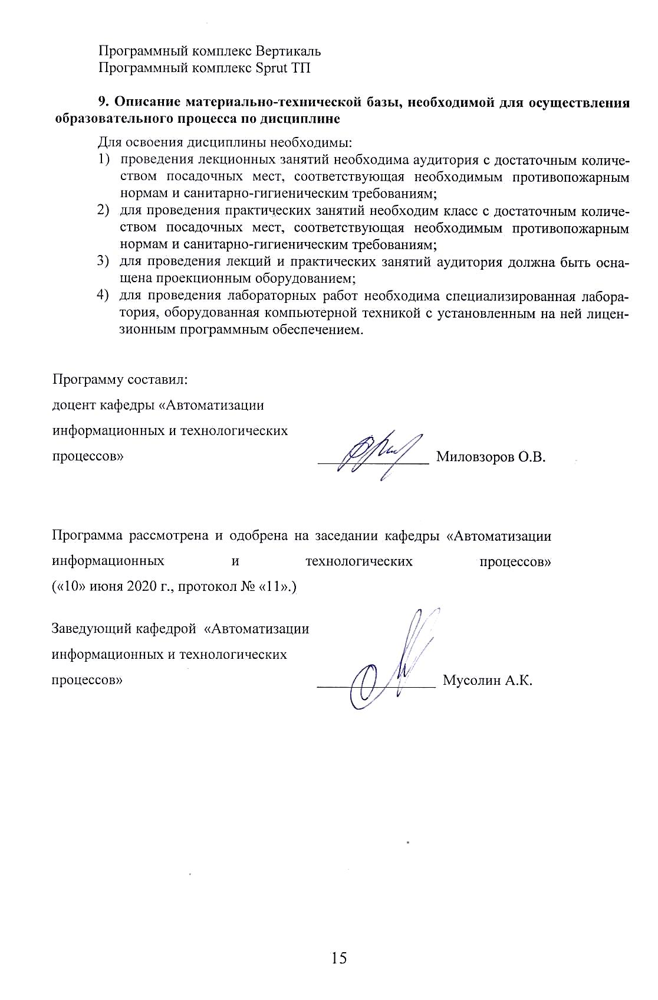 Программный комплекс Вертикаль
Программный комплекс Sprut ТП
9. Описание материально-технической базы, необходимой для осуществления
образовательного процесса по дисциплине
Для освоения дисциплины необходимы:
1) проведения лекционных занятий необходима аудитория с достаточным количе-
ством посадочных мест, соответствующая необходимым противопожарным
нормам и санитарно-гигиеническим требованиям;
2) для проведения практических занятий необходим класс с достаточным количе-
ством посадочных мест, соответствующая необходимым противопожарным
нормам и санитарно-гигиеническим требованиям;
3) для проведения лекций и практических занятий аудитория должна быть осна-
щена проекционным оборудованием;
4) для проведения лабораторных работ необходима специализированная лабора-
тория, оборудованная компьютерной техникой с установленным на ней лицен-
зионным программным обеспечением.
Программу составил:
доцент кафедры «Автоматизации
информационных и технологических
процессов» Миловзоров О.В.
Программа рассмотрена и одобрена на заседании кафедры «Автоматизации
информационных и технологических процессов»
(«10» июня 2020 г., протокол № «11».)
Заведующий кафедрой «Автоматизации
информационных и технологических
процессов» Мусолин А.К.
15